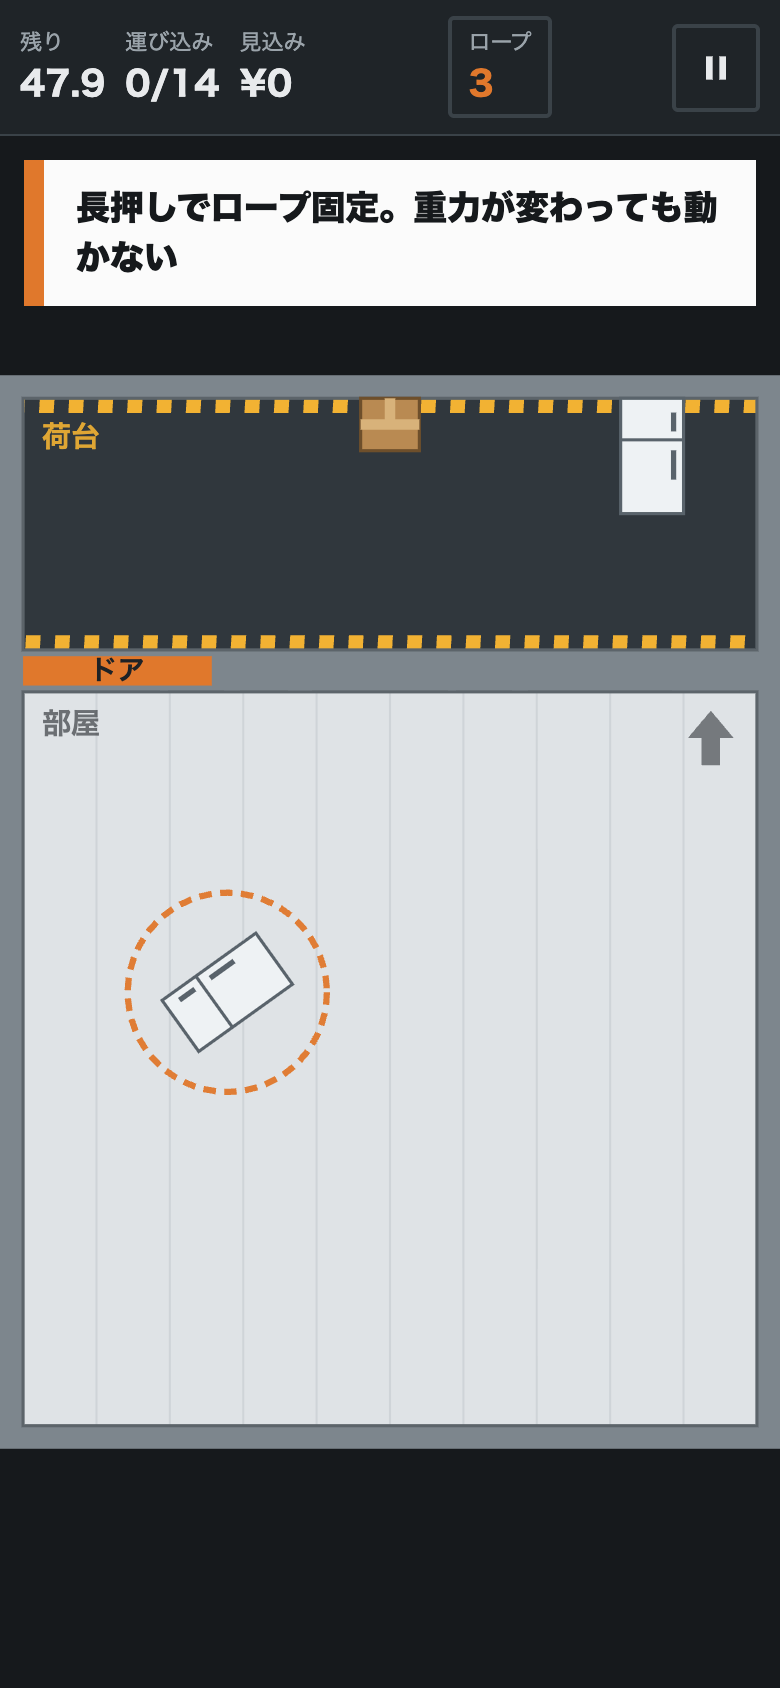 残り 運び込み 見込み ロープ
47.9 0/14 ¥0 3
長押しでロープ固定。重力が変わっても動
かない
荷台
ドア
部屋